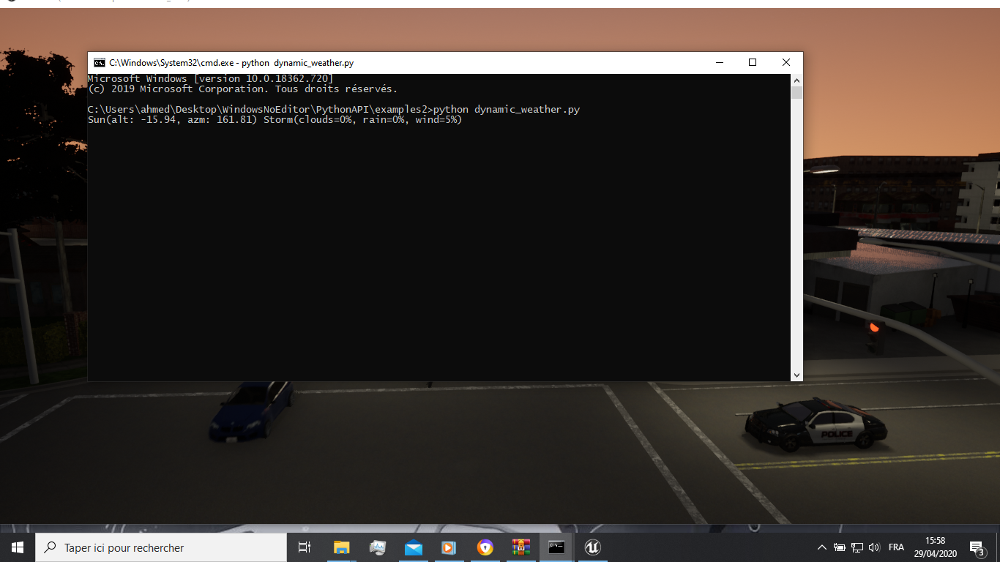 C:\Windows\System32\cmd.exe - python  dynamic_weather.py
Microsoft Windows [version 10.0.18362.720]
(c) 2019 Microsoft Corporation. Tous droits réservés.
C:\Users\ahmed\Desktop\WindowsNoEditor\PythonAPI\examples2>python dynamic_weather.py
Sun(alt: -15.94, azm: 161.81) Storm(clouds=0%, rain=0%, wind=5%)
POLICE
Taper ici pour rechercher
FRA
15:58
29/04/2020
3